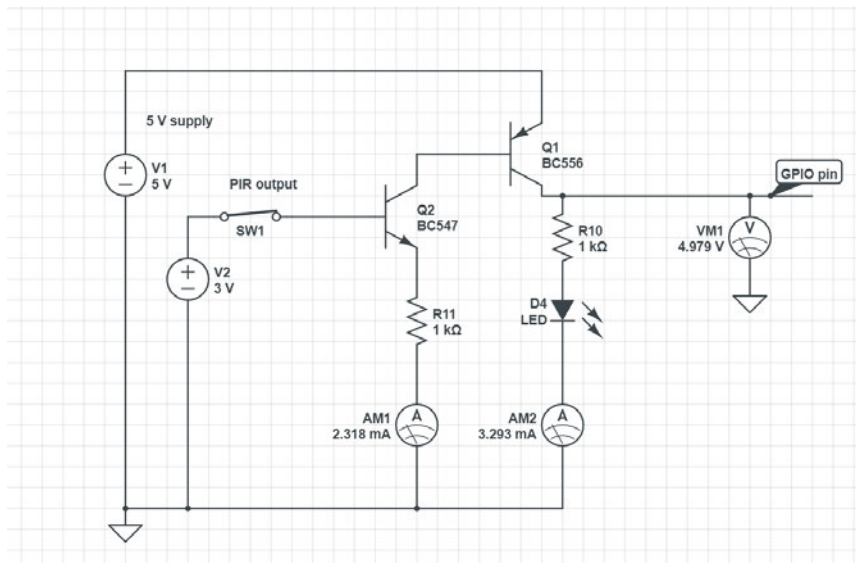 5 V supply
V1
5 V
PIR output
SW1
V2
3 V
Q2
BC547
Q1
BC556
GPIO pin
R10
1 kΩ
VM1
4.979 V
V
D4
LED
R11
1 kΩ
AM1
2.318 mA
A
AM2
3.293 mA
A